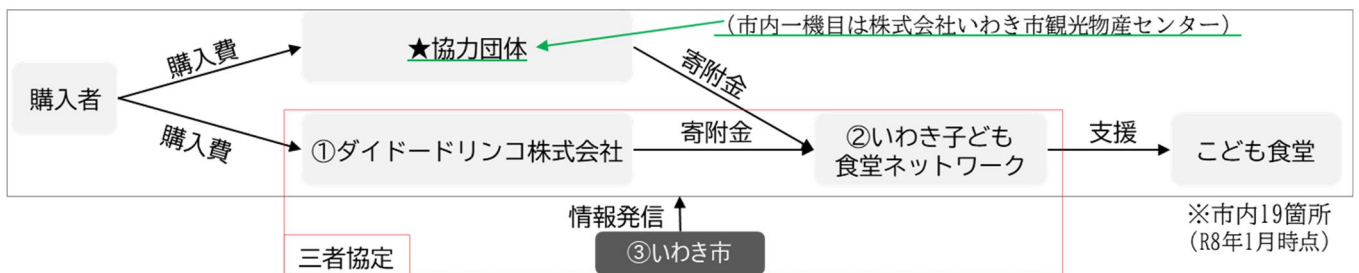 （市内一機目は株式会社いわき市観光物産センター）
★協力団体
購入費
寄附金
購入者
購入費
①ダイドードリンコ株式会社
寄附金
②いわき子ども
食堂ネットワーク
支援
こども食堂
情報発信
③いわき市
三者協定
※市内19箇所
（R8年1月時点）